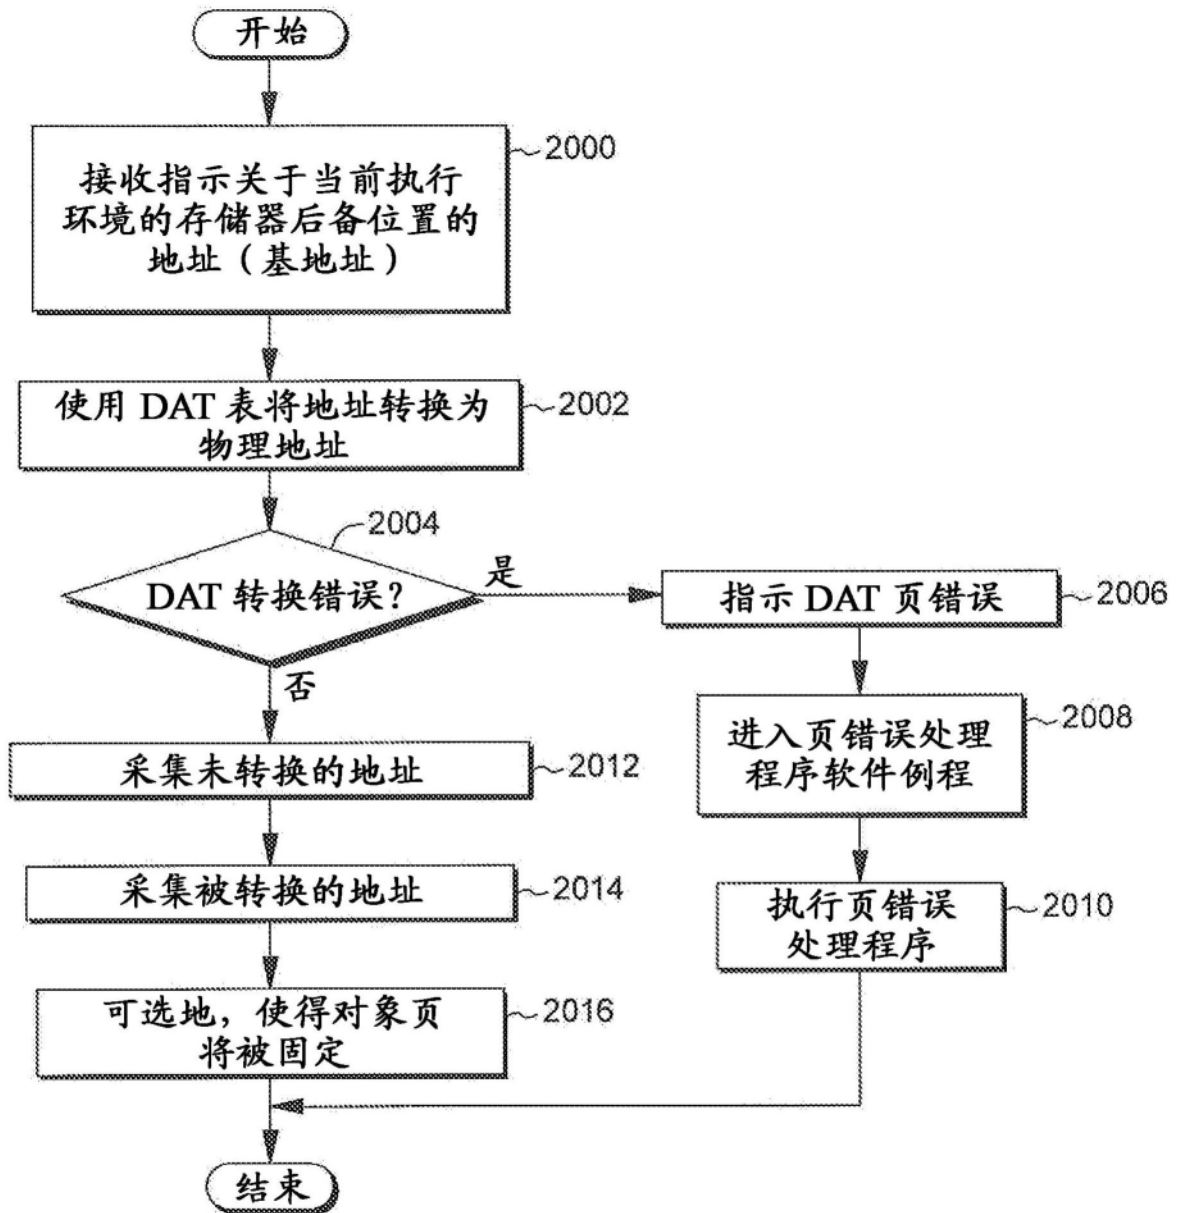 开始
接收指示关于当前执行
环境的存储器后备位置的
地址（基地址）
2000
使用 DAT 表将地址转换为
物理地址
2002
2004
DAT 转换错误?
是
否
指示 DAT 页错误
2006
进入页错误处理
程序软件例程
2008
执行页错误
处理程序
2010
采集未转换的地址
2012
采集被转换的地址
2014
可选地，使得对象页
将被固定
2016
结束